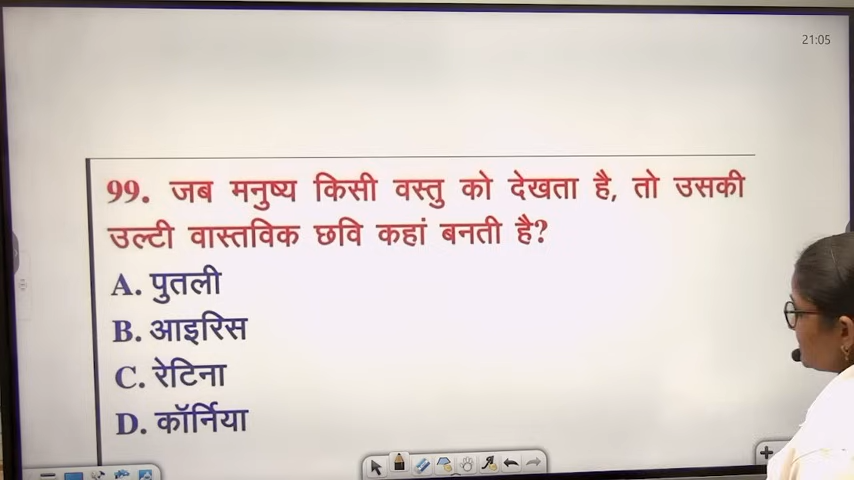 21:05
99. जब मनुष्य किसी वस्तु को देखता है, तो उसकी
उल्टी वास्तविक छवि कहां बनती है?
A. पुतली
B. आइरिस
C. रेटिना
D. कॉर्निया